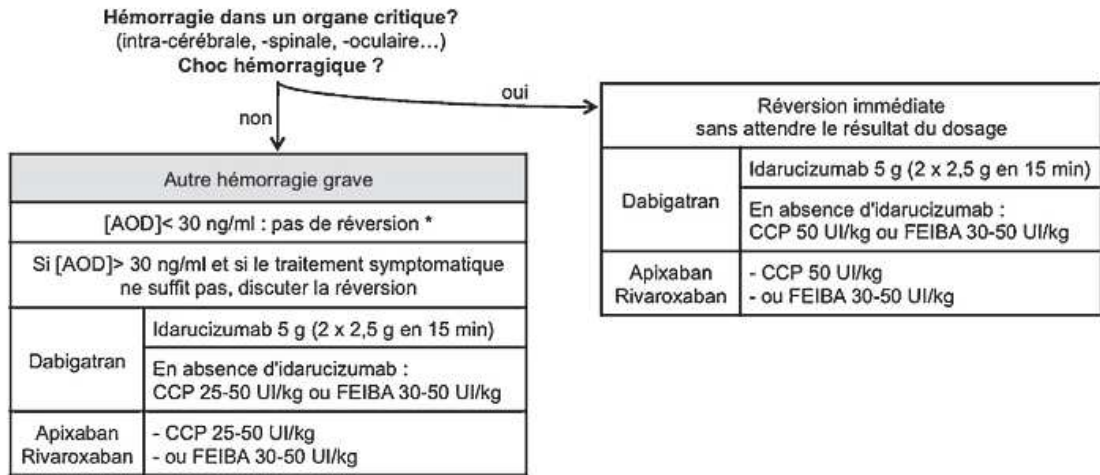 Hémorragie dans un organe critique?
(intra-cérébrale, -spinale, -oculaire…)
Choc hémorragique ?
oui
non
Réversion immédiate
sans attendre le résultat du dosage
Dabigatran
Idarucizumab 5 g (2 x 2,5 g en 15 min)
En absence d'idarucizumab :
CCP 50 UI/kg ou FEIBA 30-50 UI/kg
Apixaban
Rivaroxaban
- CCP 50 UI/kg
- ou FEIBA 30-50 UI/kg
Autre hémorragie grave
[AOD]< 30 ng/ml : pas de réversion *
Si [AOD]> 30 ng/ml et si le traitement symptomatique
ne suffit pas, discuter la réversion
Dabigatran
Idarucizumab 5 g (2 x 2,5 g en 15 min)
En absence d'idarucizumab :
CCP 25-50 UI/kg ou FEIBA 30-50 UI/kg
Apixaban
Rivaroxaban
- CCP 25-50 UI/kg
- ou FEIBA 30-50 UI/kg